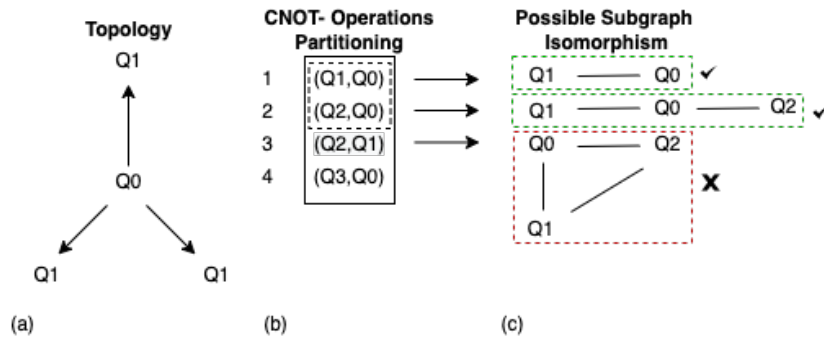 Topology
Q1
Q0
Q1 Q1
(a)
CNOT- Operations
Partitioning
1 (Q1,Q0)
2 (Q2,Q0)
3 (Q2,Q1)
4 (Q3,Q0)
(b)
Possible Subgraph
Isomorphism
Q1 Q0 ✓
Q1 Q0 Q2 ✓
Q0 Q2
X
Q1
(c)